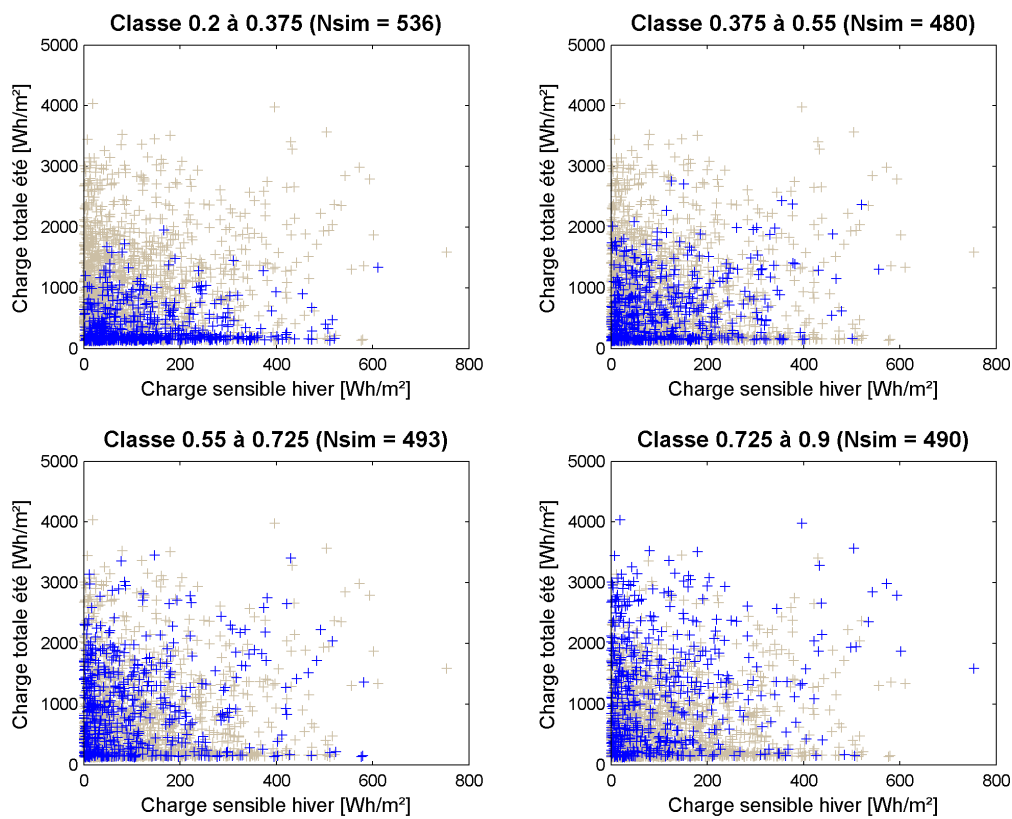 Classe 0.2 à 0.375 (Nsim = 536)
Charge totale été [Wh/m²]
5000
4000
3000
2000
1000
0
0 200 400 600 800
Charge sensible hiver [Wh/m²]
Classe 0.375 à 0.55 (Nsim = 480)
Charge totale été [Wh/m²]
5000
4000
3000
2000
1000
0
0 200 400 600 800
Charge sensible hiver [Wh/m²]
Classe 0.55 à 0.725 (Nsim = 493)
Charge totale été [Wh/m²]
5000
4000
3000
2000
1000
0
0 200 400 600 800
Charge sensible hiver [Wh/m²]
Classe 0.725 à 0.9 (Nsim = 490)
Charge totale été [Wh/m²]
5000
4000
3000
2000
1000
0
0 200 400 600 800
Charge sensible hiver [Wh/m²]